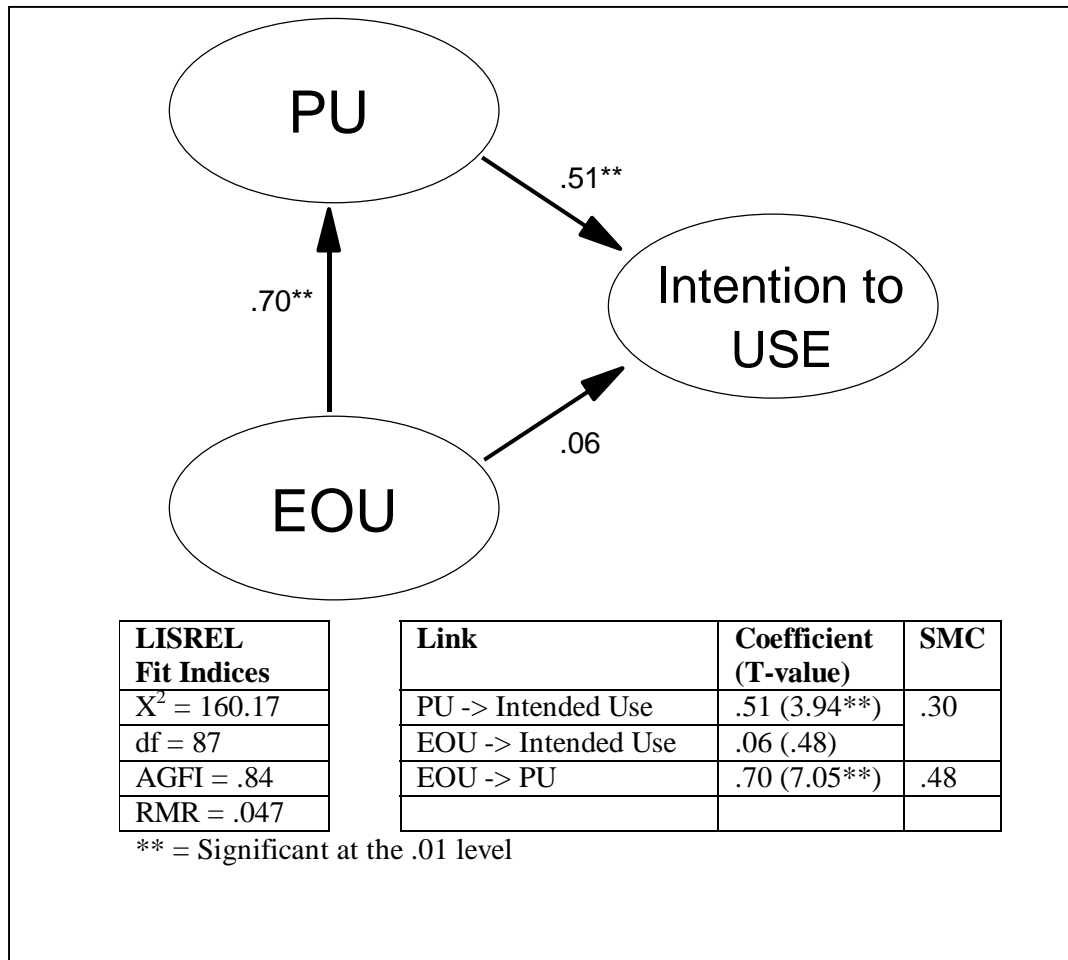 PU
.51**
.70**
Intention to
USE
.06
EOU
LISREL
Fit Indices
X² = 160.17
df = 87
AGFI = .84
RMR = .047
Link Coefficient (T-value) SMC
PU -> Intended Use .51 (3.94**) .30
EOU -> Intended Use .06 (.48)
EOU -> PU .70 (7.05**) .48
** = Significant at the .01 level